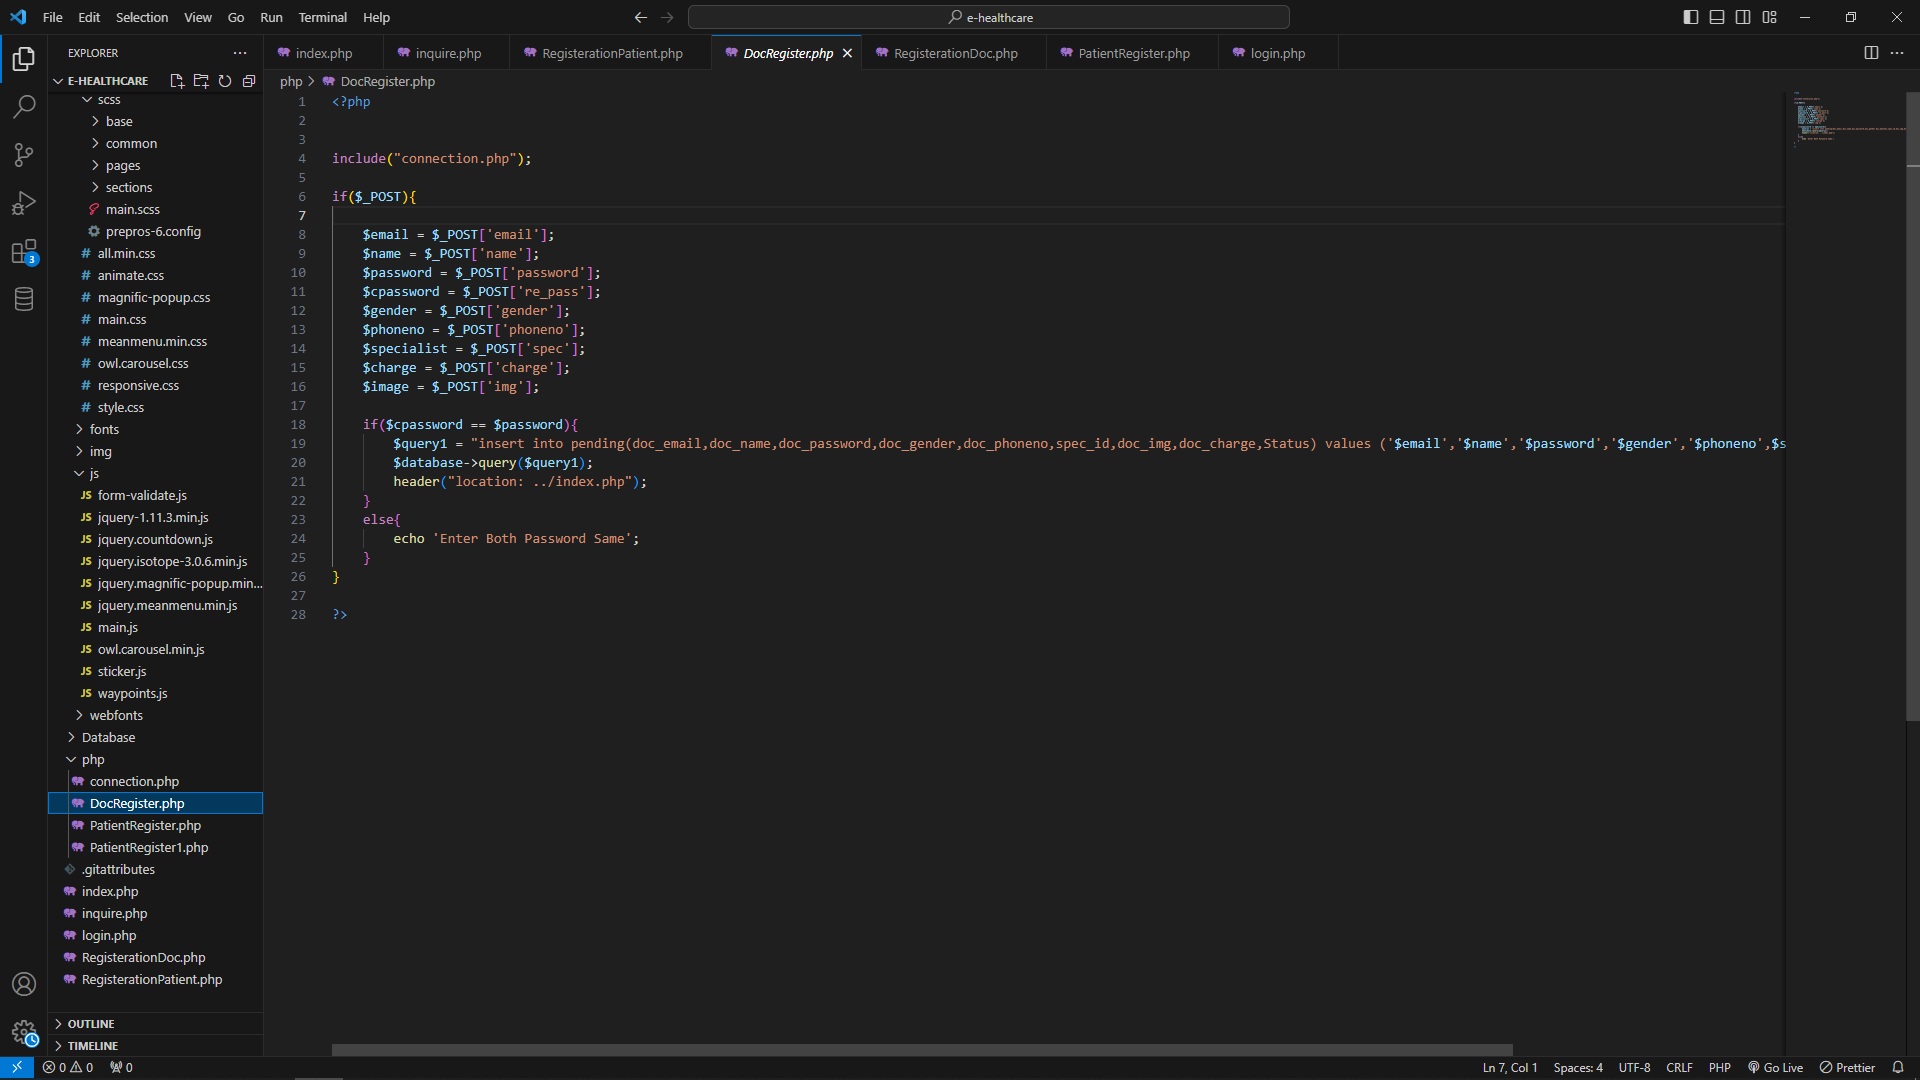 File Edit Selection View Go Run Terminal Help e-healthcare
EXPLORER
index.php inquire.php RegisterationPatient.php DocRegister.php RegisterationDoc.php PatientRegister.php login.php
E-HEALTHCARE
php > DocRegister.php
scss
base
common
pages
sections
main.scss
prepros-6.config
all.min.css
animate.css
magnific-popup.css
main.css
meanmenu.min.css
owl.carousel.css
responsive.css
style.css
fonts
img
js
form-validate.js
jquery-1.11.3.min.js
jquery.countdown.js
jquery.isotope-3.0.6.min.js
jquery.magnific-popup.min...
jquery.meanmenu.min.js
main.js
owl.carousel.min.js
sticker.js
waypoints.js
webfonts
Database
php
connection.php
DocRegister.php
PatientRegister.php
PatientRegister1.php
.gitattributes
index.php
inquire.php
login.php
RegisterationDoc.php
RegisterationPatient.php
OUTLINE
TIMELINE
3
1 <?php
2
3
4 include("connection.php");
5
6 if($_POST){
7
8 $email = $_POST['email'];
9 $name = $_POST['name'];
10 $password = $_POST['password'];
11 $cpassword = $_POST['re_pass'];
12 $gender = $_POST['gender'];
13 $phoneno = $_POST['phoneno'];
14 $specialist = $_POST['spec'];
15 $charge = $_POST['charge'];
16 $image = $_POST['img'];
17
18 if($cpassword == $password){
19 $query1 = "insert into pending(doc_email,doc_name,doc_password,doc_gender,doc_phoneno,spec_id,doc_img,doc_charge,Status) values ('$email','$name','$password','$gender','$phoneno',$s
20 $database->query($query1);
21 header("location: ../index.php");
22 }
23 else{
24 echo 'Enter Both Password Same';
25 }
26 }
27
28 ?>
0 0 0 Ln 7, Col 1 Spaces: 4 UTF-8 CRLF PHP Go Live Prettier